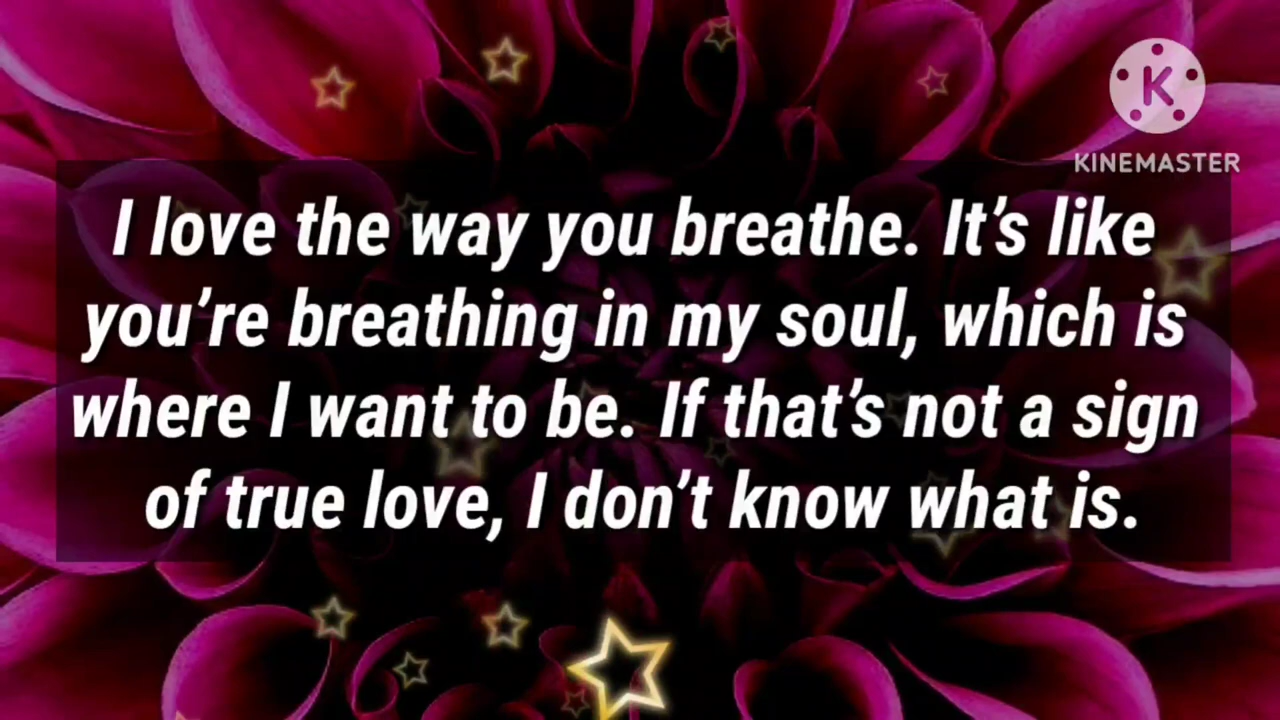 K
KINEMASTER
I love the way you breathe. It’s like
you’re breathing in my soul, which is
where I want to be. If that’s not a sign
of true love, I don’t know what is.